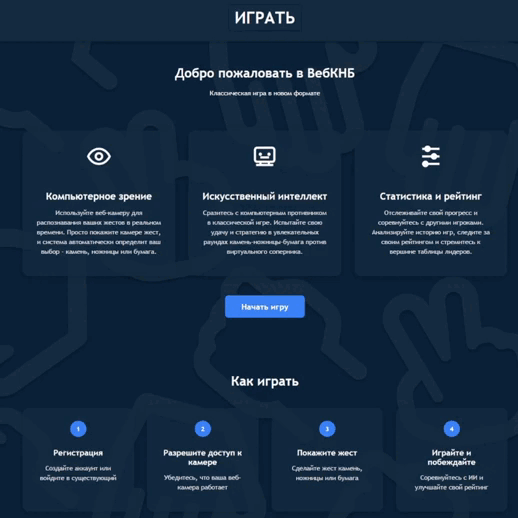 ИГРАТЬ
Добро пожаловать в ВебКНБ
Классическая игра в новом формате
Компьютерное зрение
Используйте веб-камеру для
распознавания ваших жестов в реальном
времени. Просто покажите камере жест,
и система автоматически определит ваш
выбор - камень, ножницы или бумага.
Искусственный интеллект
Сразитесь с компьютерным противником
в классической игре. Испытайте свою
удачу и стратегию в увлекательных
раундах камень-ножницы-бумага против
виртуального соперника.
Статистика и рейтинг
Отслеживайте свой прогресс и
соревнуйтесь с другими игроками.
Анализируйте историю игр, следите за
своим рейтингом и стремитесь к
вершине таблицы лидеров.
Начать игру
Как играть
1
Регистрация
Создайте аккаунт или
войдите в существующий
2
Разрешите доступ к
камере
Убедитесь, что ваша веб-
камера работает
3
Покажите жест
Сделайте жест камень,
ножницы или бумага
4
Играйте и
побеждайте
Соревнуйтесь с ИИ и
улучшайте свой рейтинг